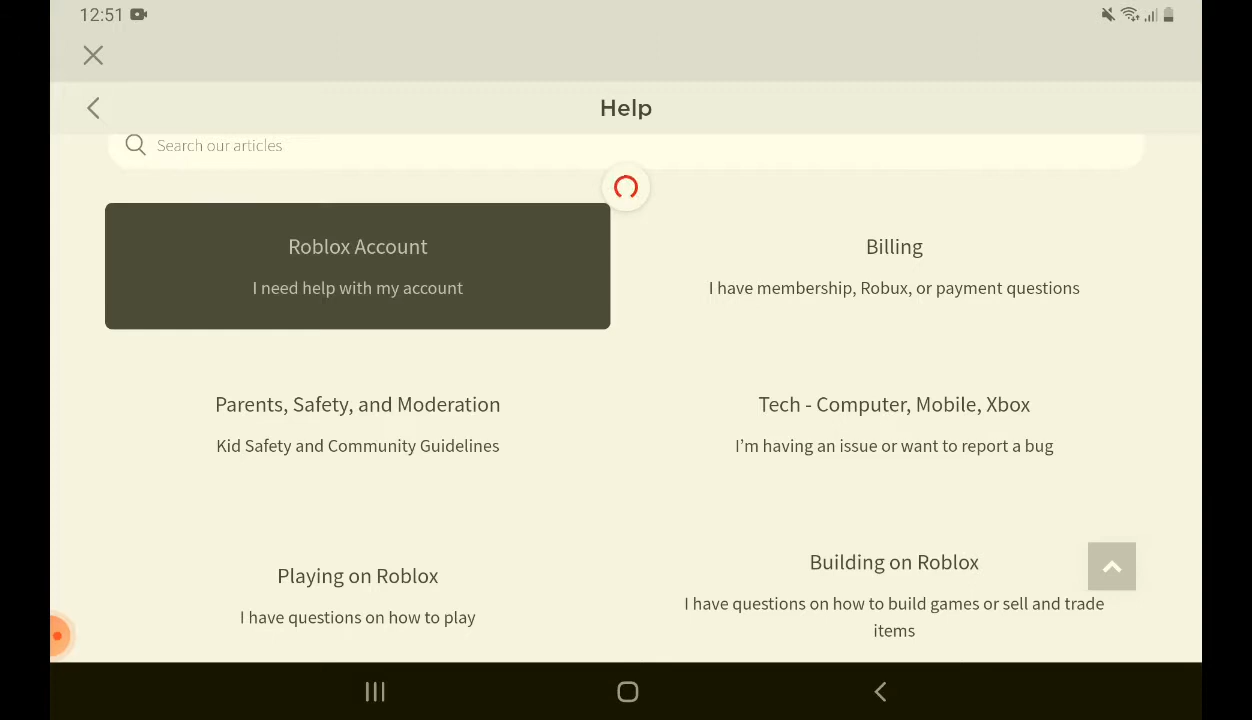 12:51
Help
Search our articles
Roblox Account
I need help with my account
Billing
I have membership, Robux, or payment questions
Parents, Safety, and Moderation
Kid Safety and Community Guidelines
Tech - Computer, Mobile, Xbox
I’m having an issue or want to report a bug
Playing on Roblox
I have questions on how to play
Building on Roblox
I have questions on how to build games or sell and trade
items